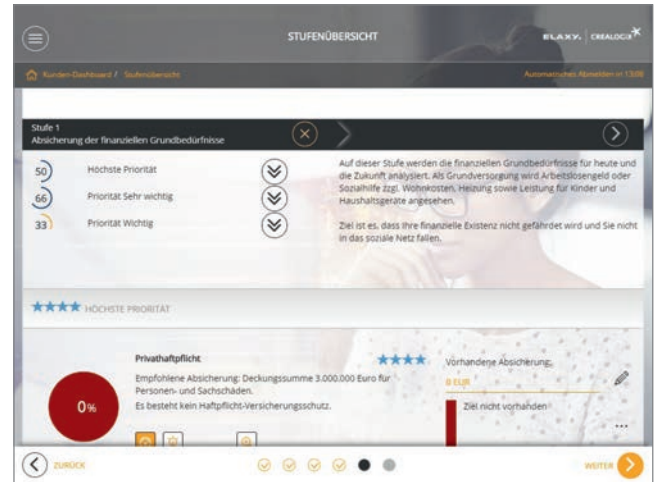 STUFENÜBERSICHT
ELAXY. CREALOGIX
Kunden-Dashboard / Stufenübersicht
Automatisches Abmelden in 13:08
Stufe 1
Absicherung der finanziellen Grundbedürfnisse
50 Höchste Priorität
66 Priorität Sehr wichtig
33 Priorität Wichtig
Auf dieser Stufe werden die finanziellen Grundbedürfnisse für heute und
die Zukunft analysiert. Als Grundversorgung wird Arbeitslosengeld oder
Sozialhilfe zzgl. Wohnkosten, Heizung sowie Leistung für Kinder und
Haushaltsgeräte angesehen.
Ziel ist es, dass Ihre finanzielle Existenz nicht gefährdet wird und Sie nicht
in das soziale Netz fallen.
HÖCHSTE PRIORITÄT
Privathaftpflicht
Empfohlene Absicherung: Deckungssumme 3.000.000 Euro für
Personen- und Sachschäden.
Es besteht kein Haftpflicht-Versicherungsschutz.
0%
Vorhandene Absicherung:
0 EUR
Ziel nicht vorhanden
ZURÜCK
WEITER